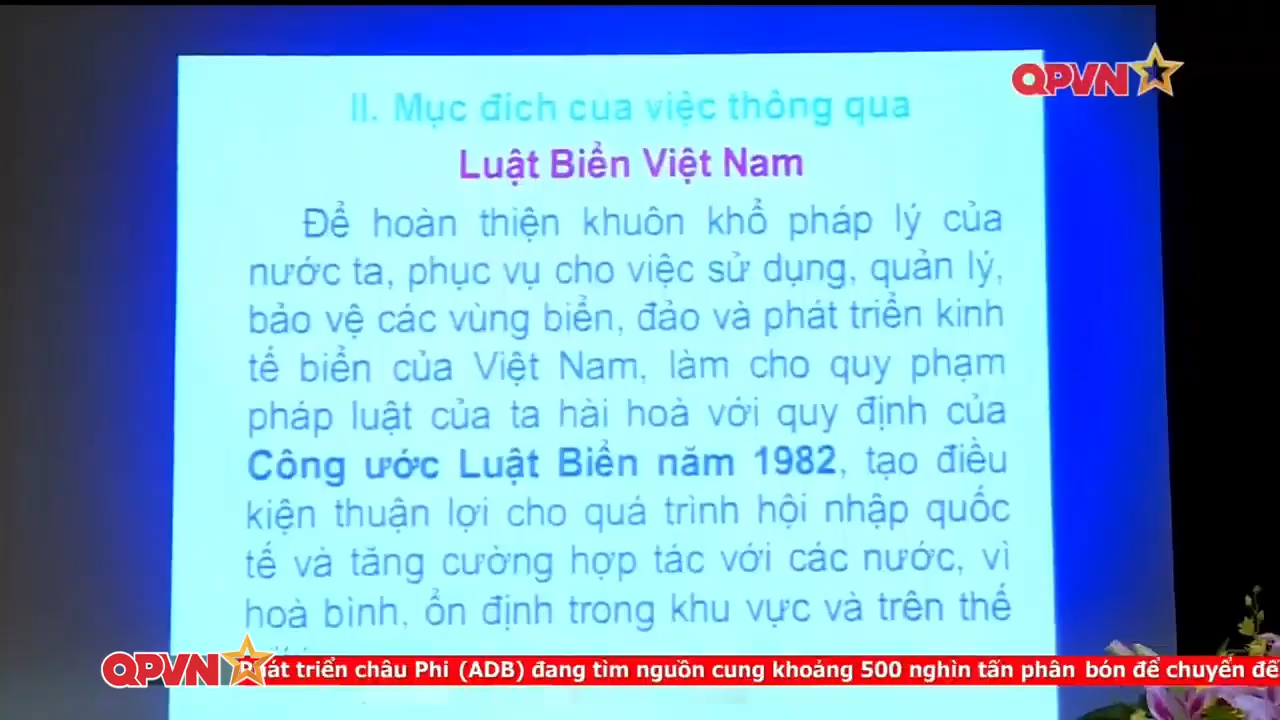 QPVN
II. Mục đích của việc thông qua
Luật Biển Việt Nam
Để hoàn thiện khuôn khổ pháp lý của
nước ta, phục vụ cho việc sử dụng, quản lý,
bảo vệ các vùng biển, đảo và phát triển kinh
tế biển của Việt Nam, làm cho quy phạm
pháp luật của ta hài hoà với quy định của
Công ước Luật Biển năm 1982, tạo điều
kiện thuận lợi cho quá trình hội nhập quốc
tế và tăng cường hợp tác với các nước, vì
hoà bình, ổn định trong khu vực và trên thế
QPVN
triển châu Phi (ADB) đang tìm nguồn cung khoảng 500 nghìn tấn phân bón để chuyển